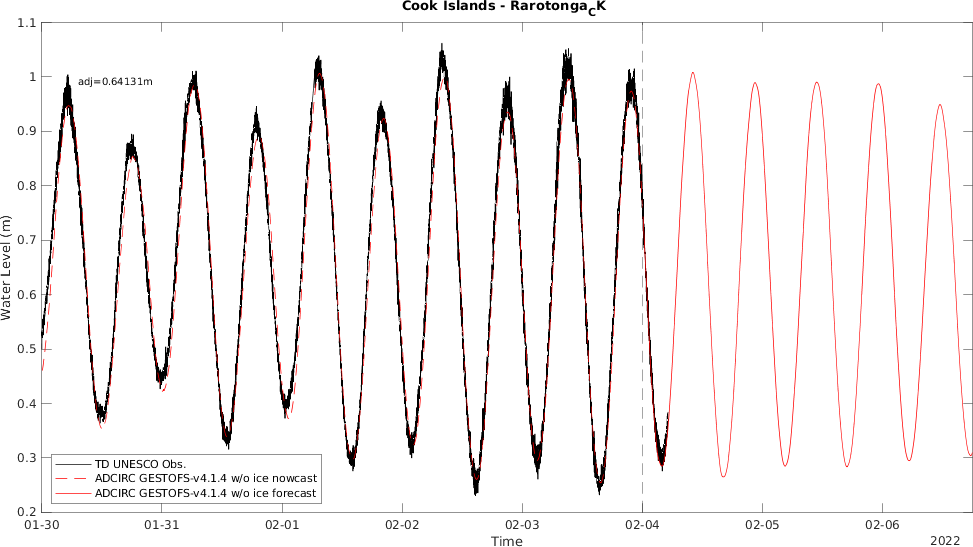 Cook Islands - Rarotonga_CK
1.1
1
0.9
0.8
0.7
0.6
0.5
0.4
0.3
0.2
Water Level (m)
adj=0.64131m
TD UNESCO Obs.
ADCIRC GESTOFS-v4.1.4 w/o ice nowcast
ADCIRC GESTOFS-v4.1.4 w/o ice forecast
01-30 01-31 02-01 02-02 02-03 02-04 02-05 02-06
Time
2022